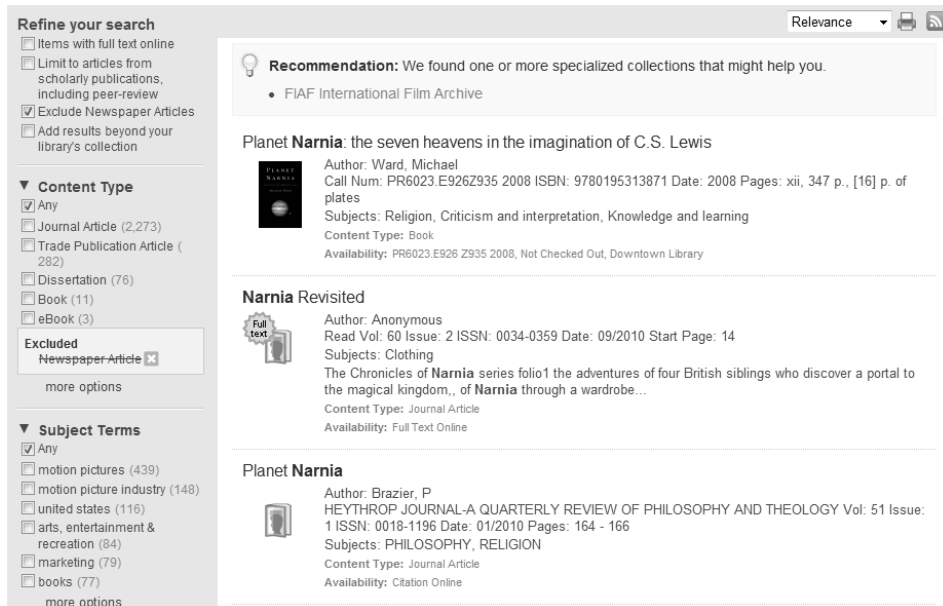 Refine your search
Items with full text online
Limit to articles from
scholarly publications,
including peer-review
Exclude Newspaper Articles
Add results beyond your
library's collection
Content Type
Any
Journal Article (2,273)
Trade Publication Article (
282)
Dissertation (76)
Book (11)
eBook (3)
Excluded
Newspaper Article
more options
Subject Terms
Any
motion pictures (439)
motion picture industry (148)
united states (116)
arts, entertainment &
recreation (84)
marketing (79)
books (77)
more options
Relevance
Recommendation: We found one or more specialized collections that might help you.
• FIAF International Film Archive
Planet Narnia: the seven heavens in the imagination of C.S. Lewis
PLANET
NARNIA
Author: Ward, Michael
Call Num: PR6023.E926Z935 2008 ISBN: 9780195313871 Date: 2008 Pages: xii, 347 p., [16] p. of
plates
Subjects: Religion, Criticism and interpretation, Knowledge and learning
Content Type: Book
Availability: PR6023.E926 Z935 2008, Not Checked Out, Downtown Library
Narnia Revisited
Full
text
Author: Anonymous
Read Vol: 60 Issue: 2 ISSN: 0034-0359 Date: 09/2010 Start Page: 14
Subjects: Clothing
The Chronicles of Narnia series folio1 the adventures of four British siblings who discover a portal to
the magical kingdom,, of Narnia through a wardrobe...
Content Type: Journal Article
Availability: Full Text Online
Planet Narnia
Author: Brazier, P
HEYTHROP JOURNAL-A QUARTERLY REVIEW OF PHILOSOPHY AND THEOLOGY Vol: 51 Issue:
1 ISSN: 0018-1196 Date: 01/2010 Pages: 164 - 166
Subjects: PHILOSOPHY, RELIGION
Content Type: Journal Article
Availability: Citation Online